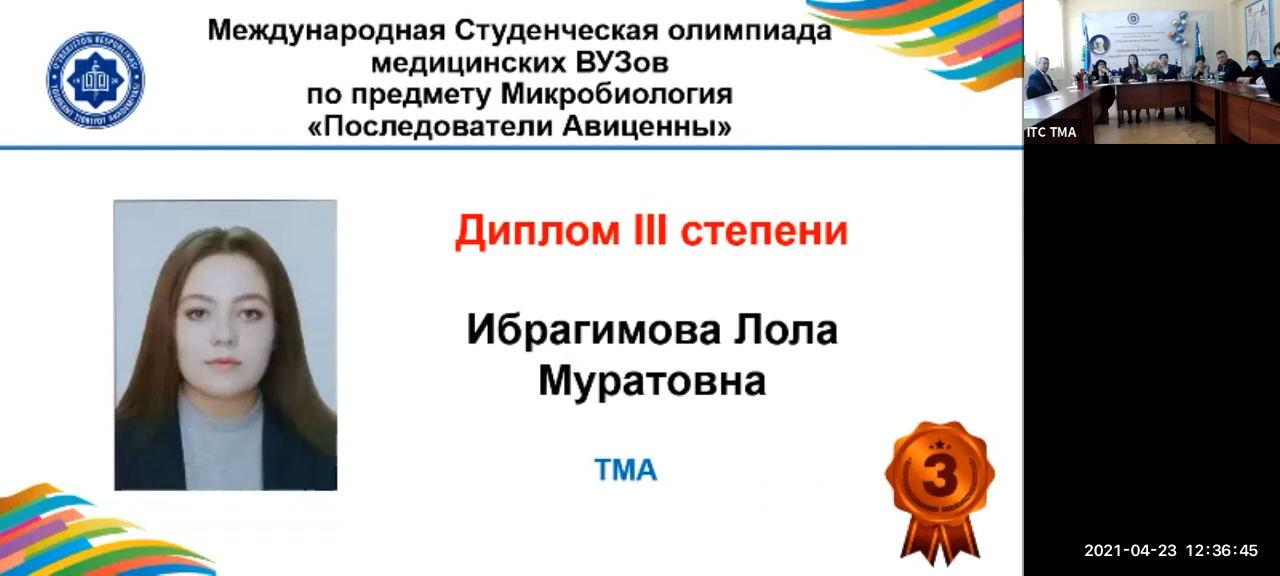 Международная Студенческая олимпиада
медицинских ВУЗов
по предмету Микробиология
«Последователи Авиценны»
Диплом III степени
Ибрагимова Лола
Муратовна
ТМА
3
ITC TMA
2021-04-23 12:36:45